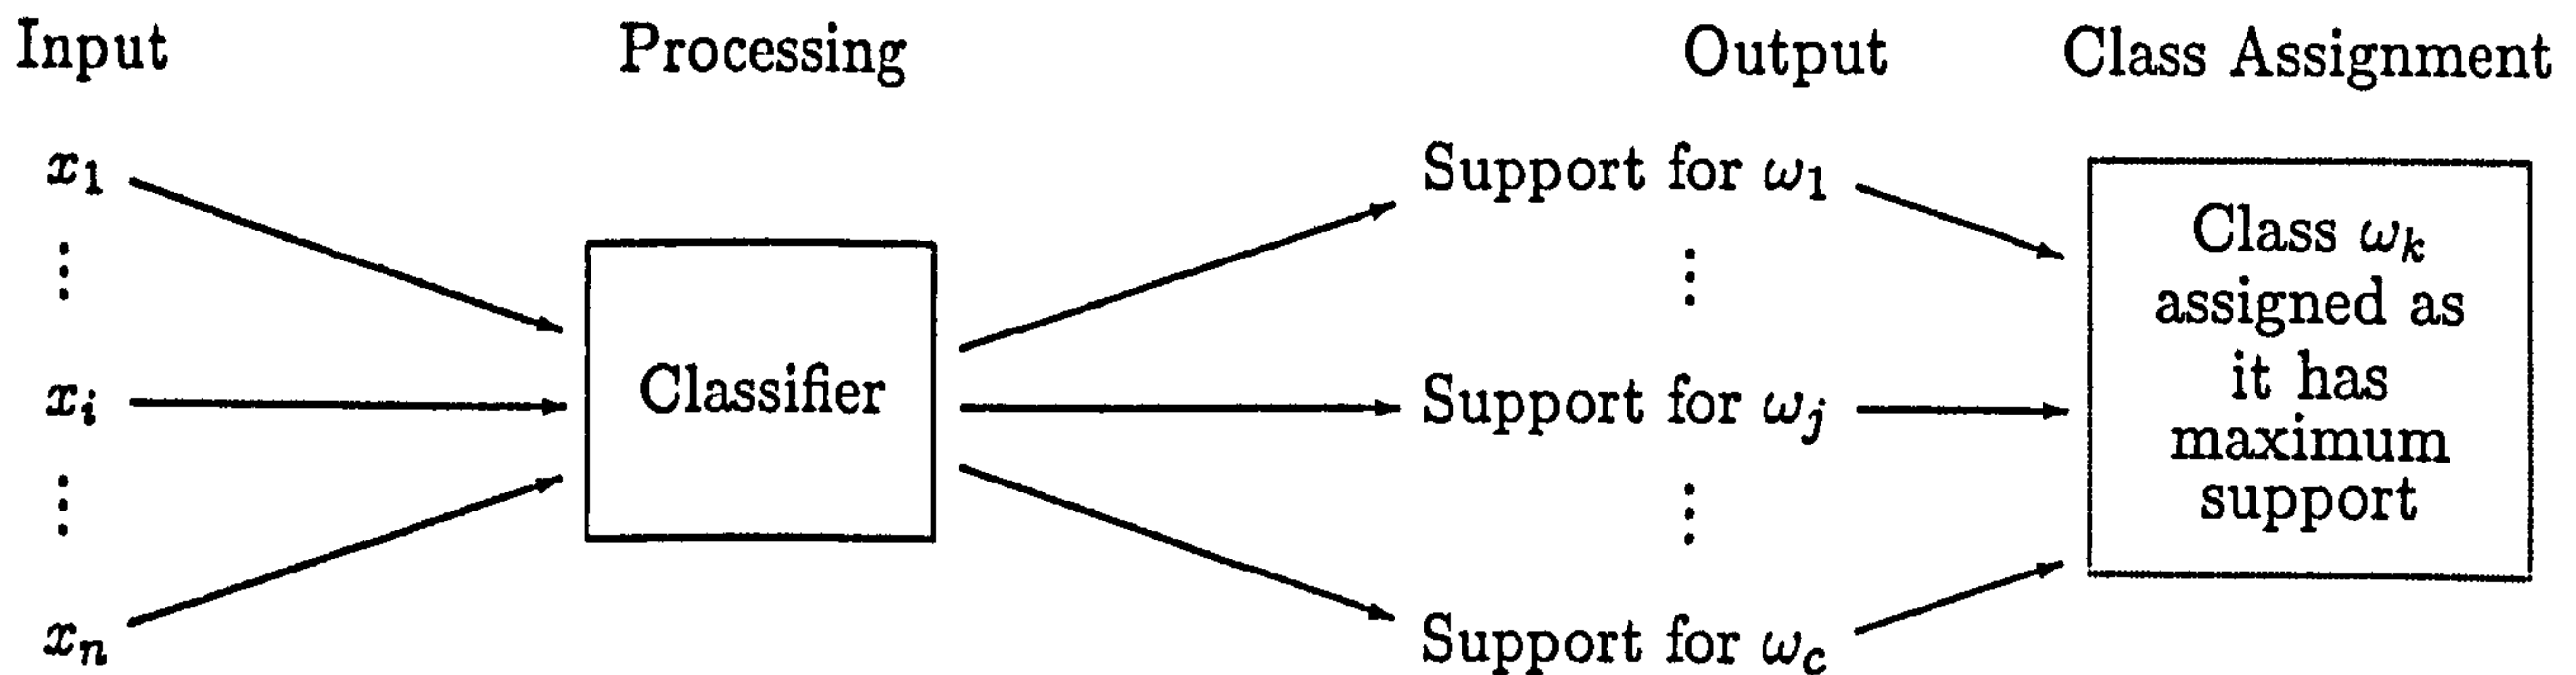 Input Processing Output Class Assignment
x₁
⋮
xᵢ
⋮
xₙ
Classifier
Support for ω₁
⋮
Support for ωⱼ
⋮
Support for ω_c
Class ωₖ
assigned as
it has
maximum
support